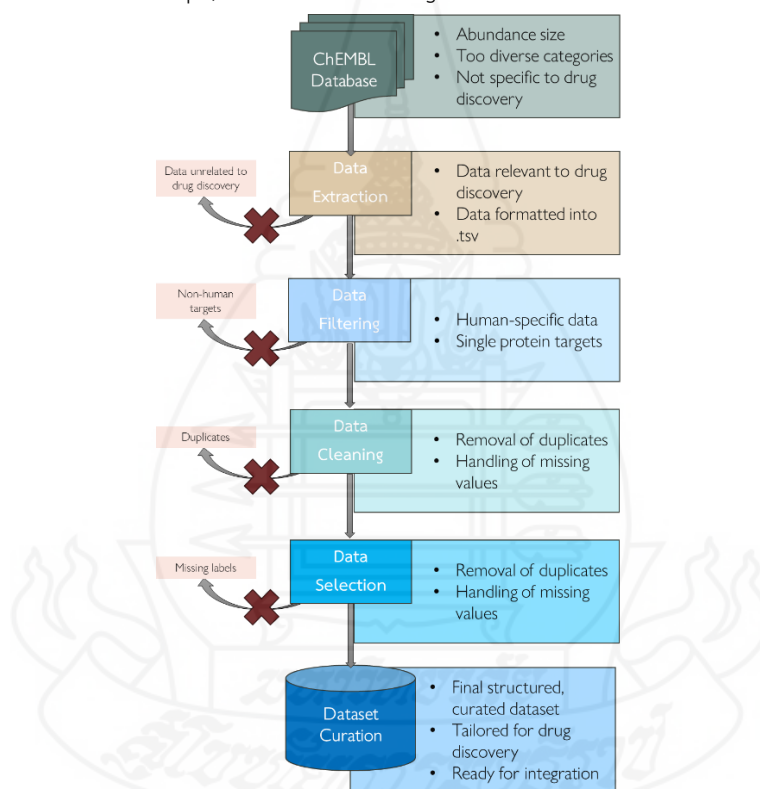 ChEMBL
Database
• Abundance size
• Too diverse categories
• Not specific to drug
discovery
Data unrelated to
drug discovery
Data
Extraction
• Data relevant to drug
discovery
• Data formatted into
.tsv
Non-human
targets
Data
Filtering
• Human-specific data
• Single protein targets
Duplicates
Data
Cleaning
• Removal of duplicates
• Handling of missing
values
Missing labels
Data
Selection
• Removal of duplicates
• Handling of missing
values
Dataset
Curation
• Final structured,
curated dataset
• Tailored for drug
discovery
• Ready for integration